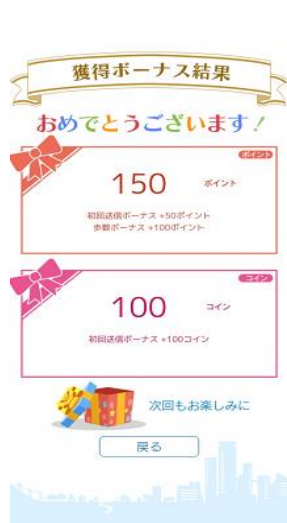 獲得ボーナス結果
おめでとうございます！
ポイント
150 ポイント
初回送信ボーナス +50ポイント
歩数ボーナス +100ポイント
コイン
100 コイン
初回送信ボーナス +100コイン
次回もお楽しみに
戻る